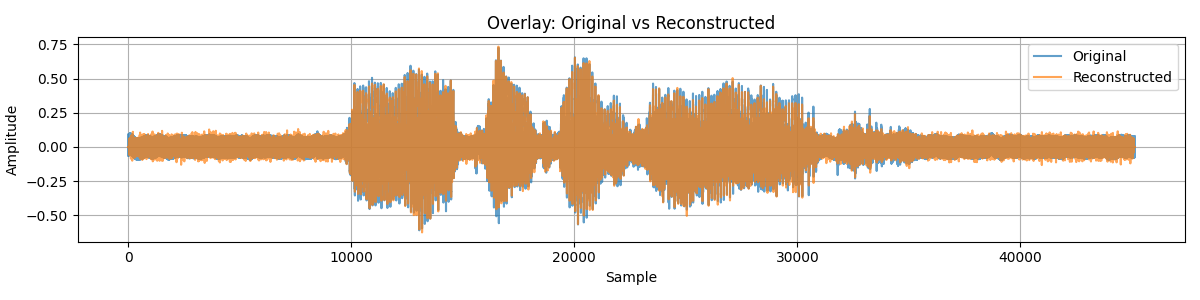 Overlay: Original vs Reconstructed
Original
Reconstructed
Amplitude
0.75
0.50
0.25
0.00
−0.25
−0.50
0 10000 20000 30000 40000
Sample